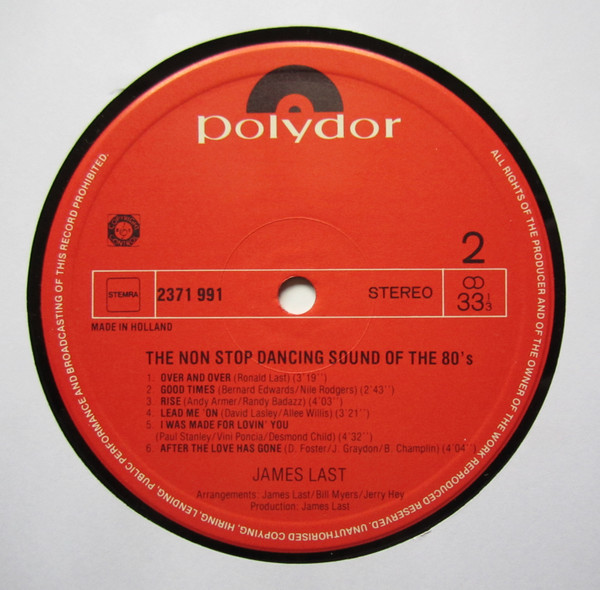 polydor
ALL RIGHTS OF THE PRODUCER AND OF THE OWNER OF THE WORK REPRODUCED RESERVED. UNAUTHORISED COPYING, HIRING, LENDING, PUBLIC PERFORMANCE AND BROADCASTING OF THIS RECORD PROHIBITED.
2
STEMRA
2371 991
STEREO
33 1/3
MADE IN HOLLAND
THE NON STOP DANCING SOUND OF THE 80's
1. OVER AND OVER (Ronald Last) (3'19'')
2. GOOD TIMES (Bernard Edwards/Nile Rodgers) (2'43'')
3. RISE (Andy Armer/Randy Badazz) (4'03'')
4. LEAD ME 'ON (David Lasley/Allee Willis) (3'21'')
5. I WAS MADE FOR LOVIN' YOU
(Paul Stanley/Vini Poncia/Desmond Child) (4'32'')
6. AFTER THE LOVE HAS GONE (D. Foster/J. Graydon/B. Champlin) (4'04'')
JAMES LAST
Arrangements: James Last/Bill Myers/Jerry Hey
Production: James Last